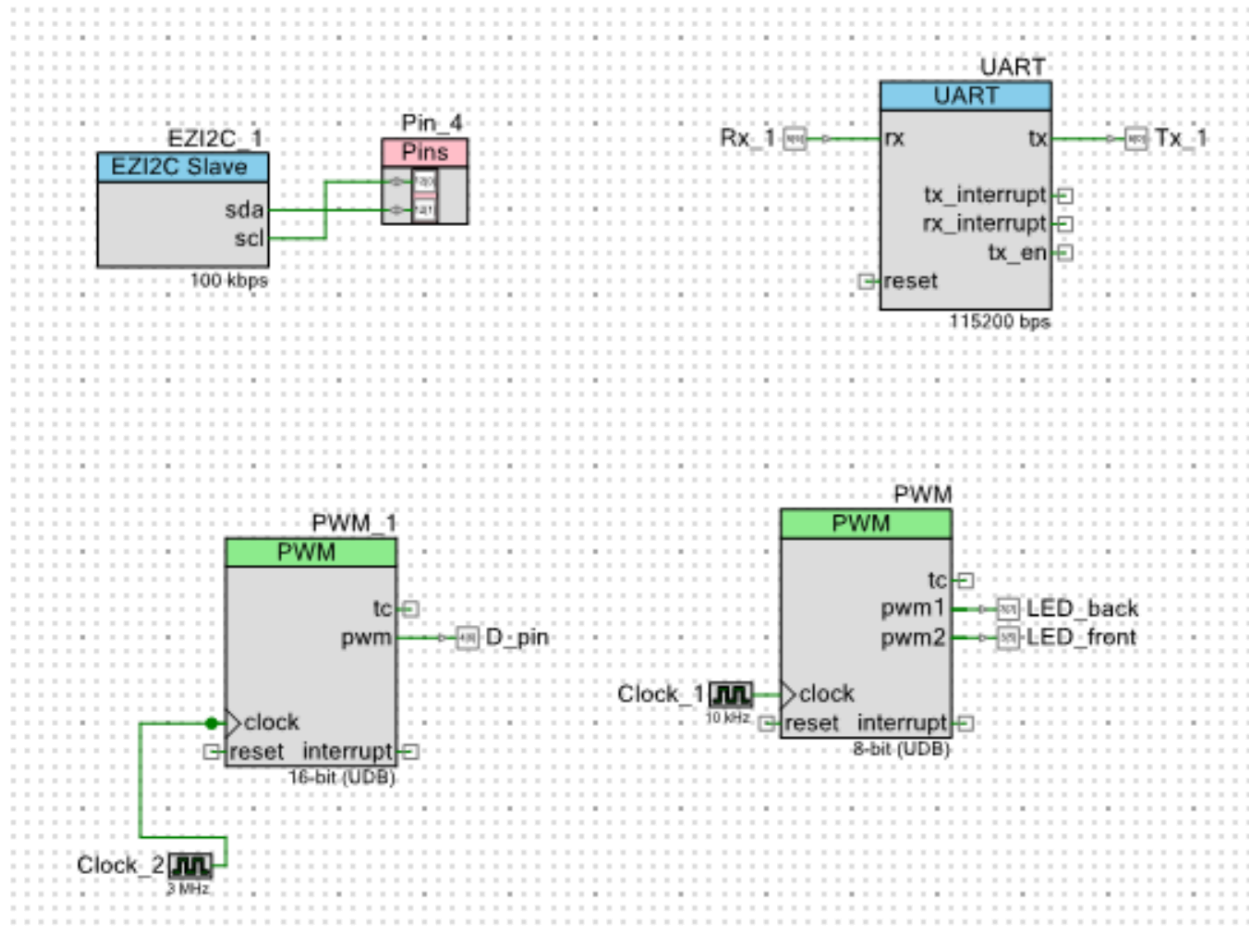 EZI2C_1
EZI2C Slave
sda
scl
100 kbps
Pin_4
Pins
UART
UART
Rx_1
rx
tx
Tx_1
tx_interrupt
rx_interrupt
tx_en
reset
115200 bps
PWM_1
PWM
tc
pwm
D_pin
clock
reset interrupt
16-bit (UDB)
Clock_2
3 MHz
PWM
PWM
tc
pwm1
LED_back
pwm2
LED_front
Clock_1
10 kHz
clock
reset interrupt
8-bit (UDB)